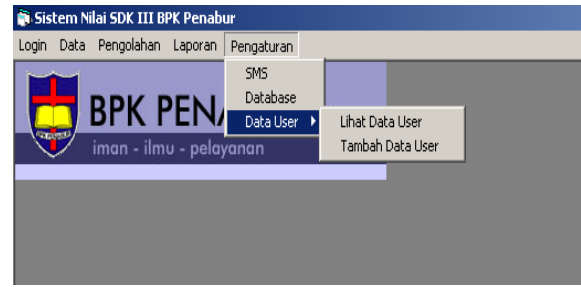 Sistem Nilai SDK III BPK Penabur
Login Data Pengolahan Laporan Pengaturan
SMS
Database
Data User
Lihat Data User
Tambah Data User
BPK PENA
iman - ilmu - pelayanan